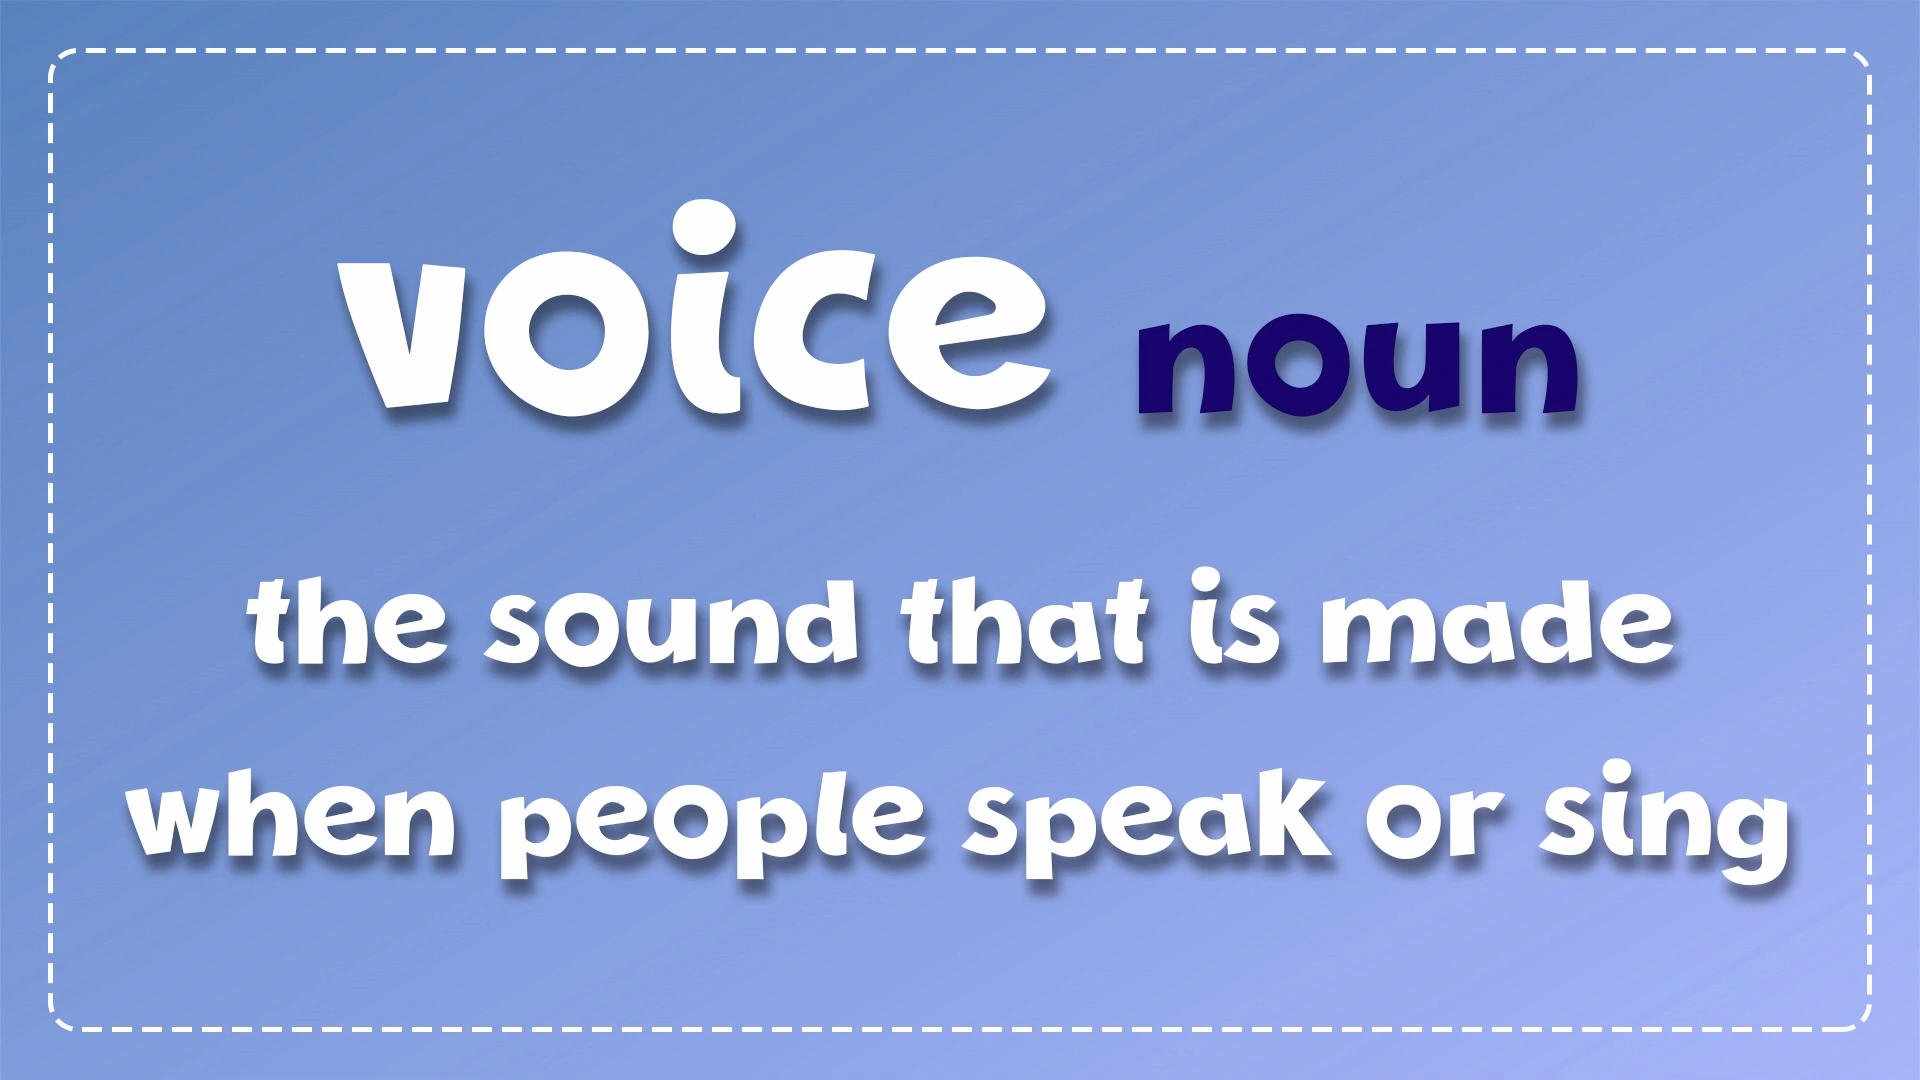 voice noun
the sound that is made
when people speak or sing